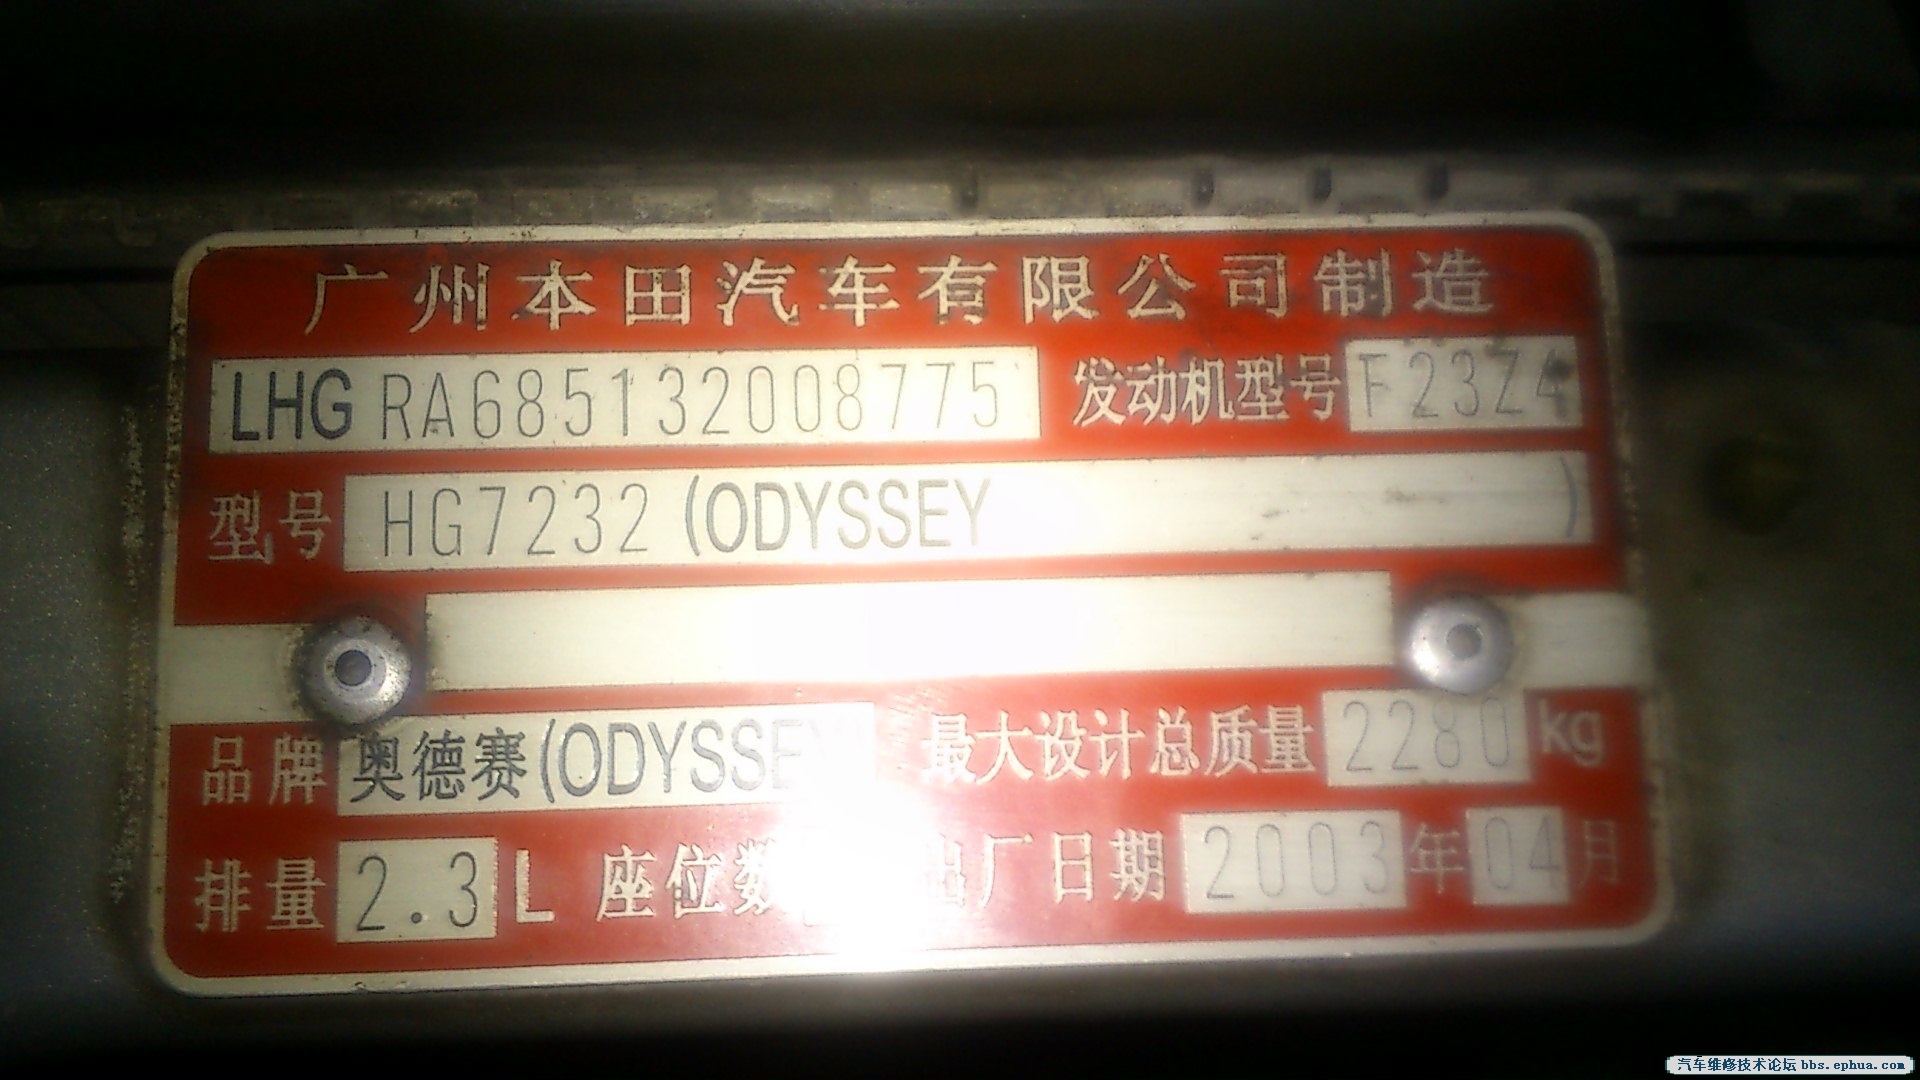 广州本田汽车有限公司制造
LHGRA685132008775 发动机型号 F23Z4
型号 HG7232 (ODYSSEY )
品牌 奥德赛(ODYSSEY 最大设计总质量 2280 kg
排量 2.3 L 座位数 出厂日期 2003 年 04 月
汽车维修技术论坛 bbs.ephua.com